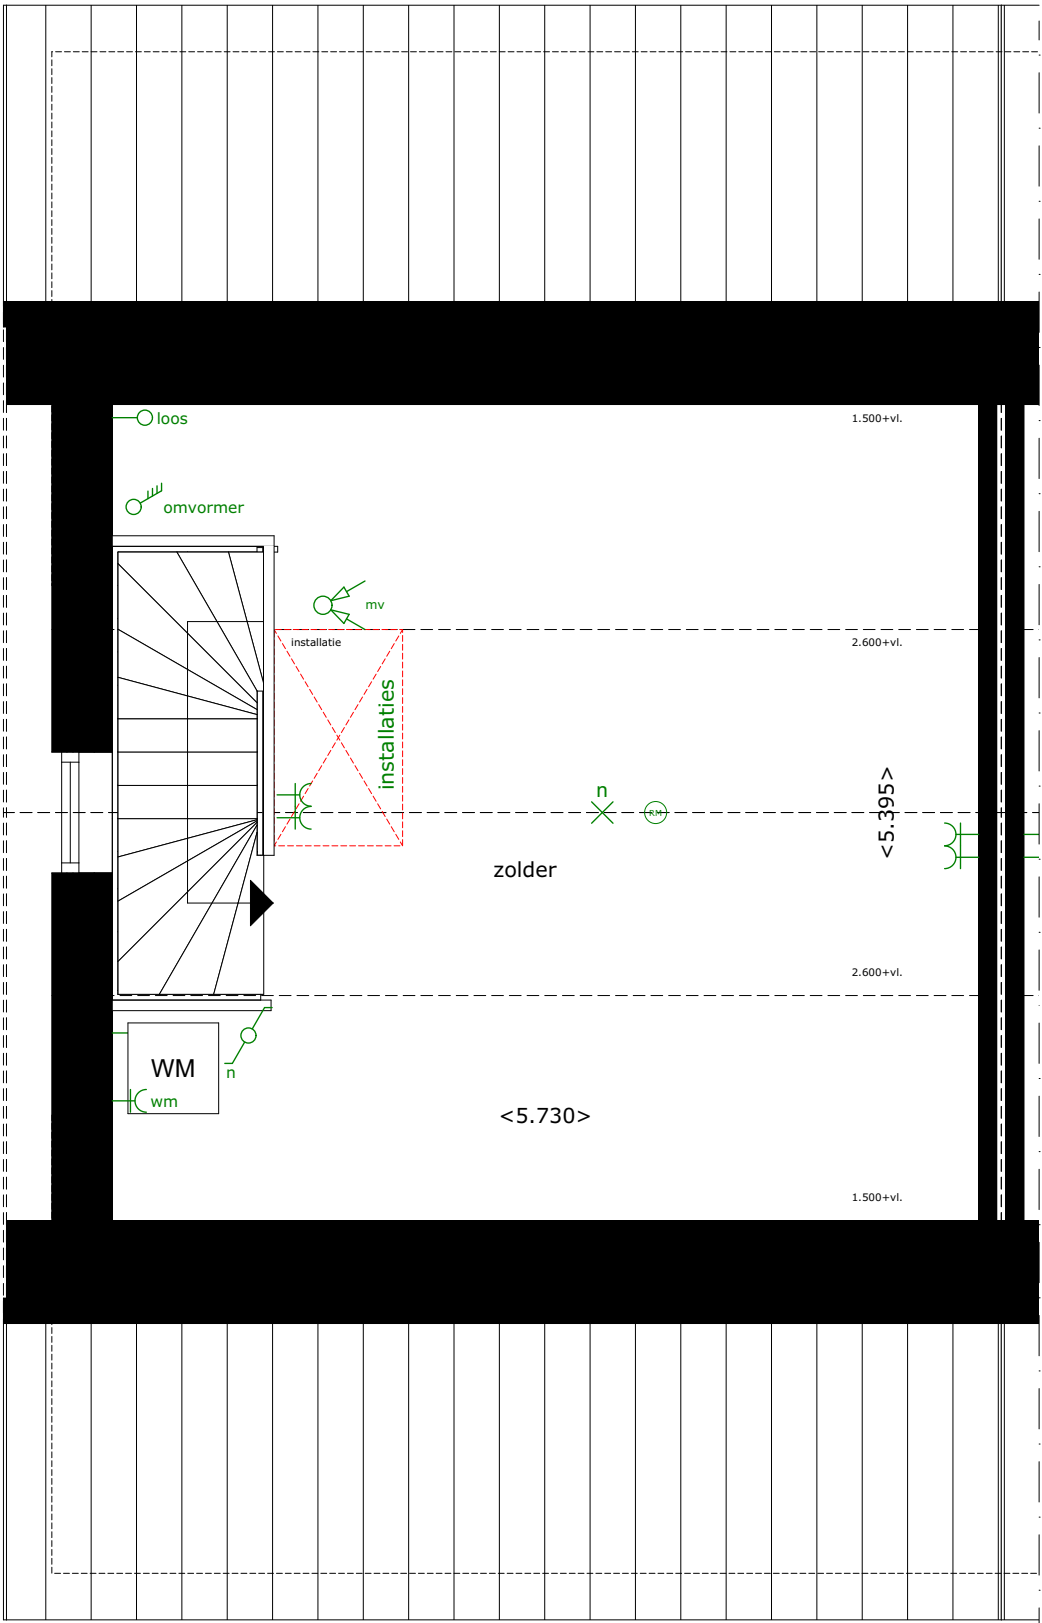 loos
1.500+vl.
omvormer
mv
installatie
2.600+vl.
installaties
n
RM
<5.395>
zolder
2.600+vl.
WM
n
wm
<5.730>
1.500+vl.